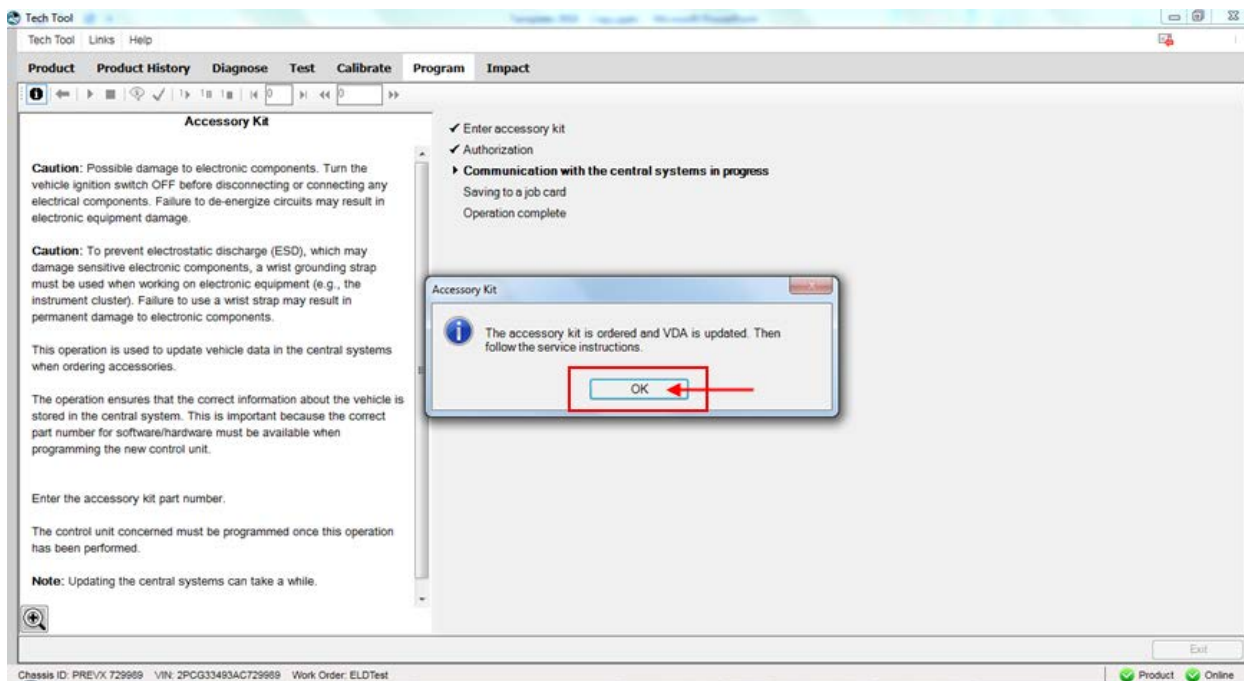 Tech Tool
Tech Tool Links Help
Product Product History Diagnose Test Calibrate Program Impact
0 0
Accessory Kit
Caution: Possible damage to electronic components. Turn the
vehicle ignition switch OFF before disconnecting or connecting any
electrical components. Failure to de-energize circuits may result in
electronic equipment damage.
Caution: To prevent electrostatic discharge (ESD), which may
damage sensitive electronic components, a wrist grounding strap
must be used when working on electronic equipment (e.g., the
instrument cluster). Failure to use a wrist strap may result in
permanent damage to electronic components.
This operation is used to update vehicle data in the central systems
when ordering accessories.
The operation ensures that the correct information about the vehicle is
stored in the central system. This is important because the correct
part number for software/hardware must be available when
programming the new control unit.
Enter the accessory kit part number.
The control unit concerned must be programmed once this operation
has been performed.
Note: Updating the central systems can take a while.
Enter accessory kit
Authorization
Communication with the central systems in progress
Saving to a job card
Operation complete
Accessory Kit
The accessory kit is ordered and VDA is updated. Then
follow the service instructions.
OK
Exit
Chassis ID: PREVX 729989 VIN: 2PCG33493AC729989 Work Order: ELDTest
Product Online